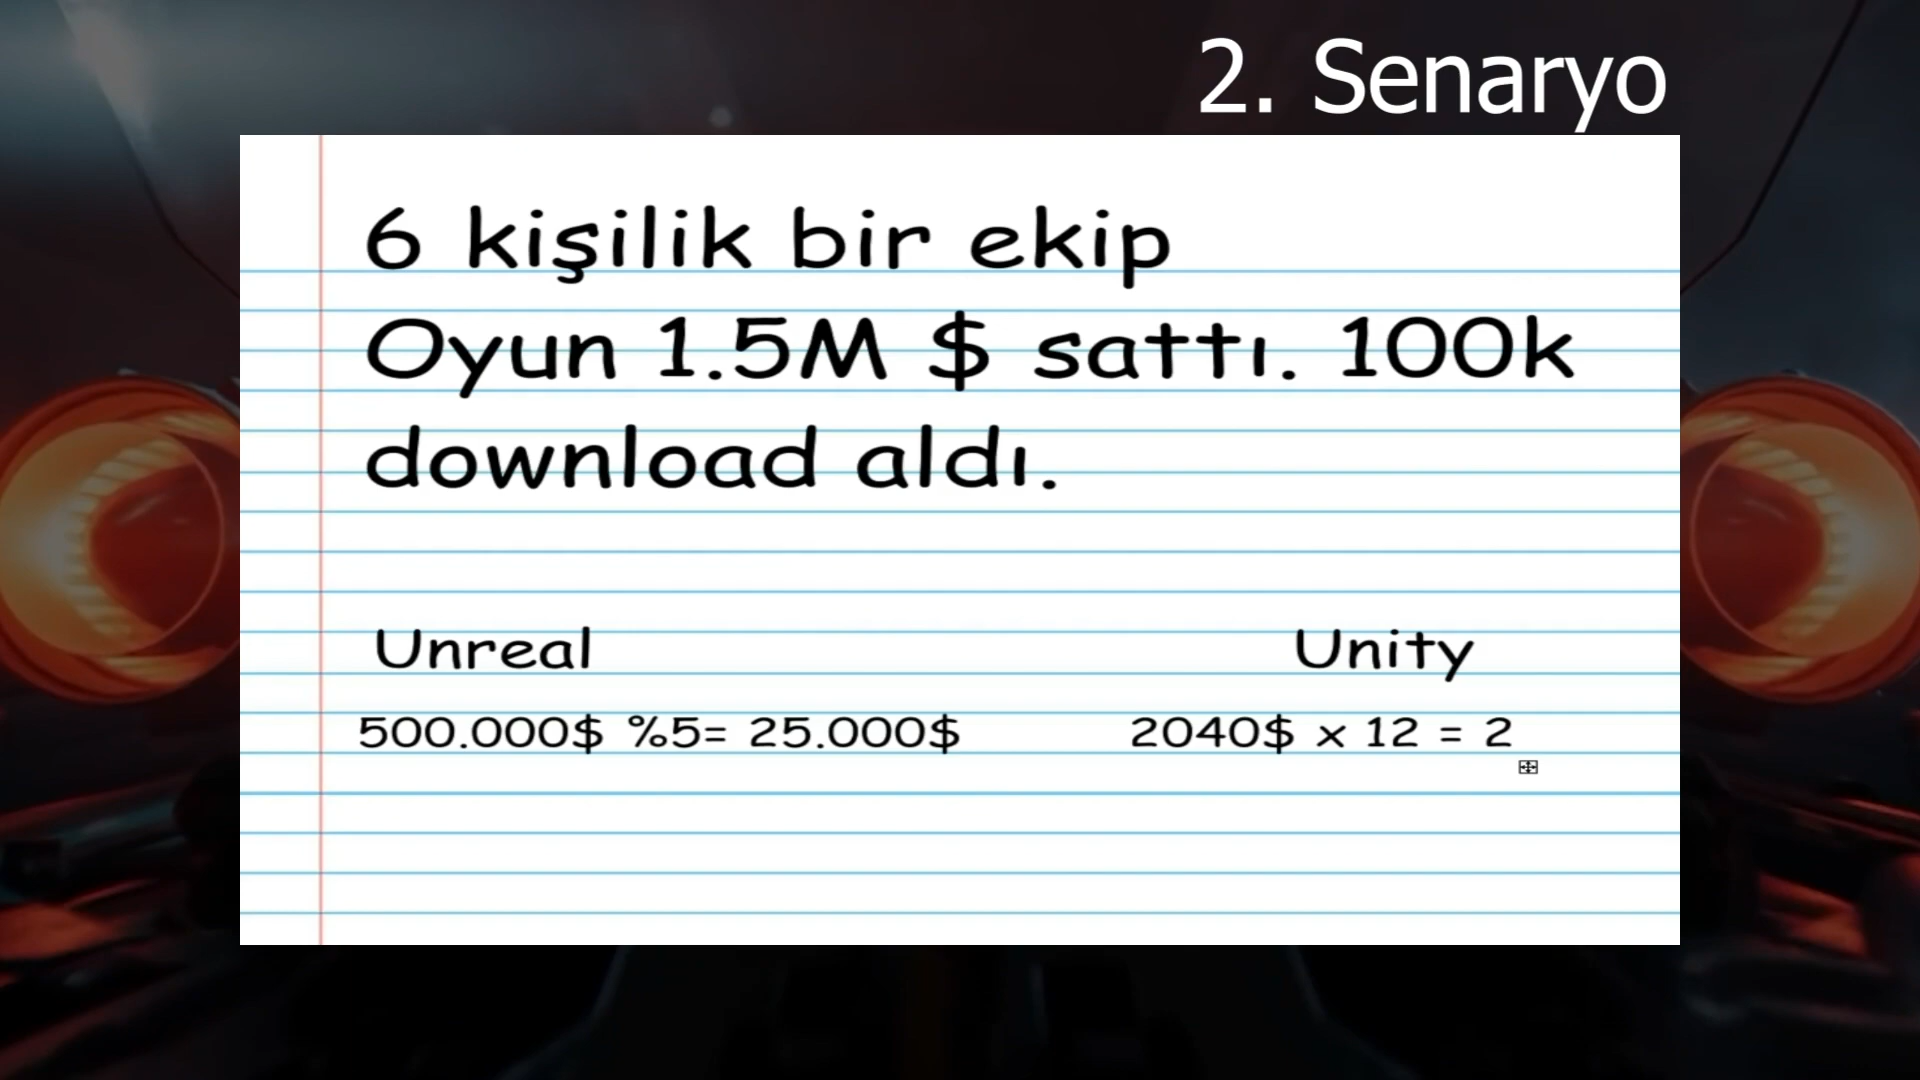 2. Senaryo
6 kişilik bir ekip
Oyun 1.5M $ sattı. 100k
download aldı.
Unreal
Unity
500.000$ %5= 25.000$
2040$ x 12 = 2